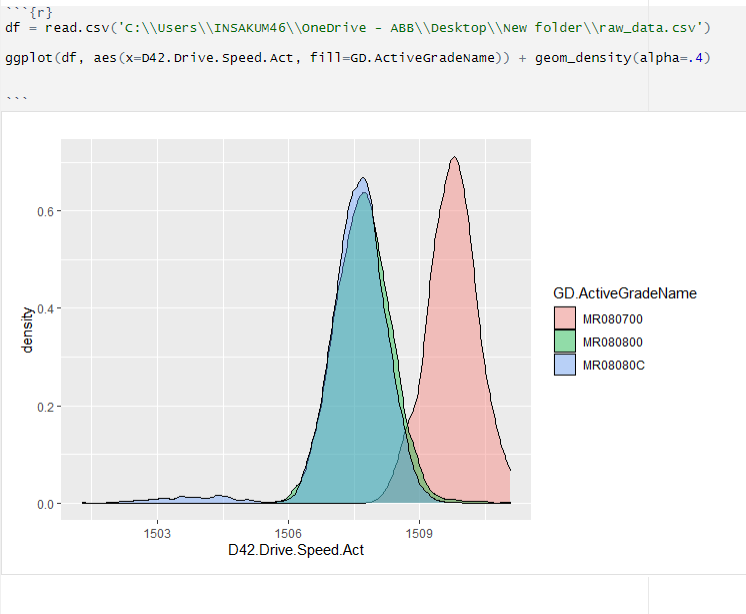 ```{r}
df = read.csv('C:\\Users\\INSAKUM46\\OneDrive - ABB\\Desktop\\New folder\\raw_data.csv')
ggplot(df, aes(x=D42.Drive.Speed.Act, fill=GD.ActiveGradeName)) + geom_density(alpha=.4)
```
density
0.6
0.4
0.2
0.0
1503
1506
1509
D42.Drive.Speed.Act
GD.ActiveGradeName
MR080700
MR080800
MR08080C